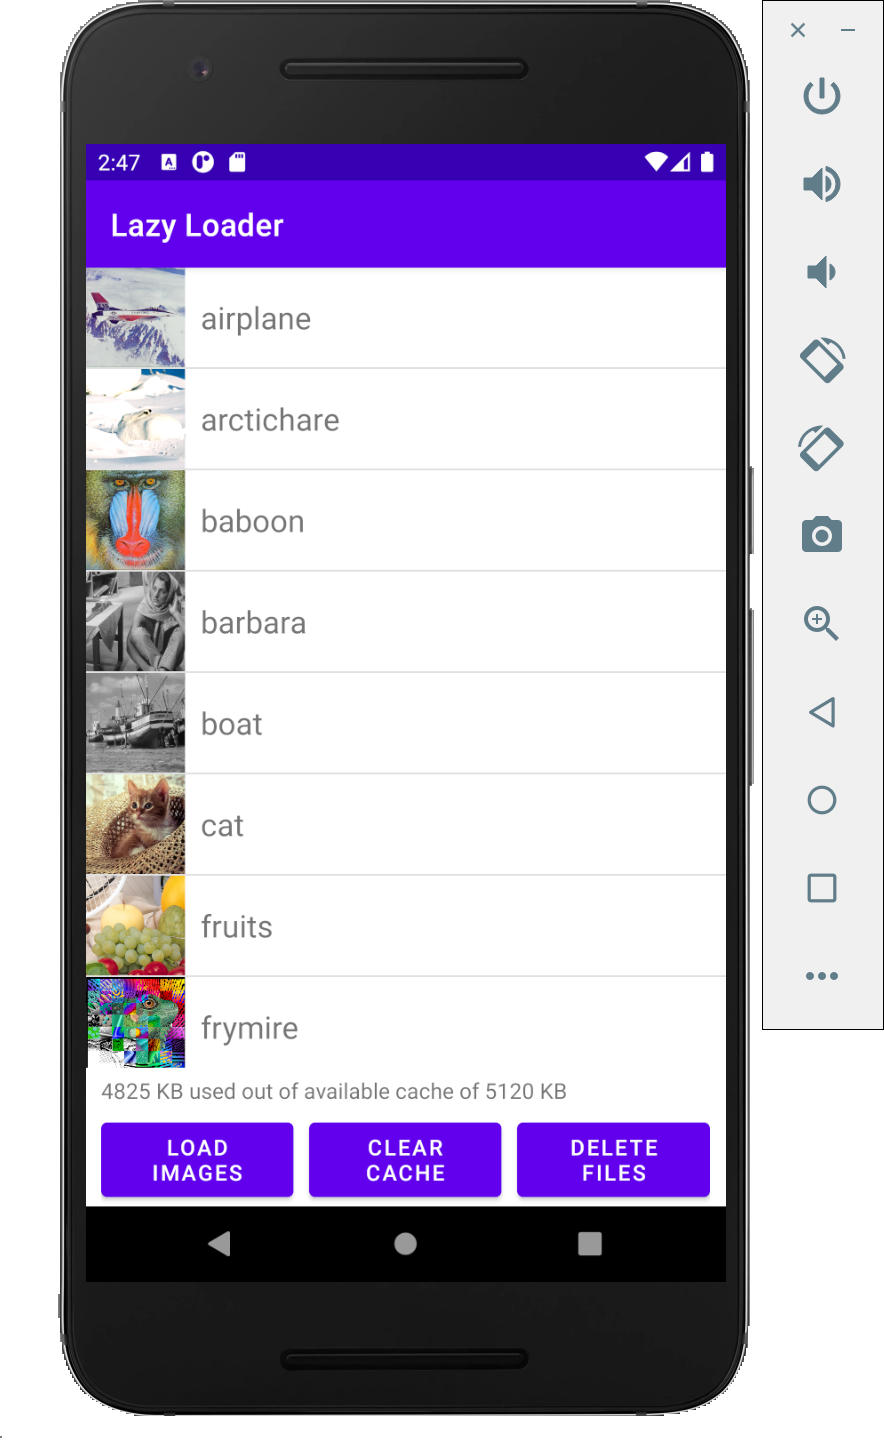 2:47 A
Lazy Loader
airplane
arctichare
baboon
barbara
boat
cat
fruits
frymire
4825 KB used out of available cache of 5120 KB
LOAD IMAGES
CLEAR CACHE
DELETE FILES